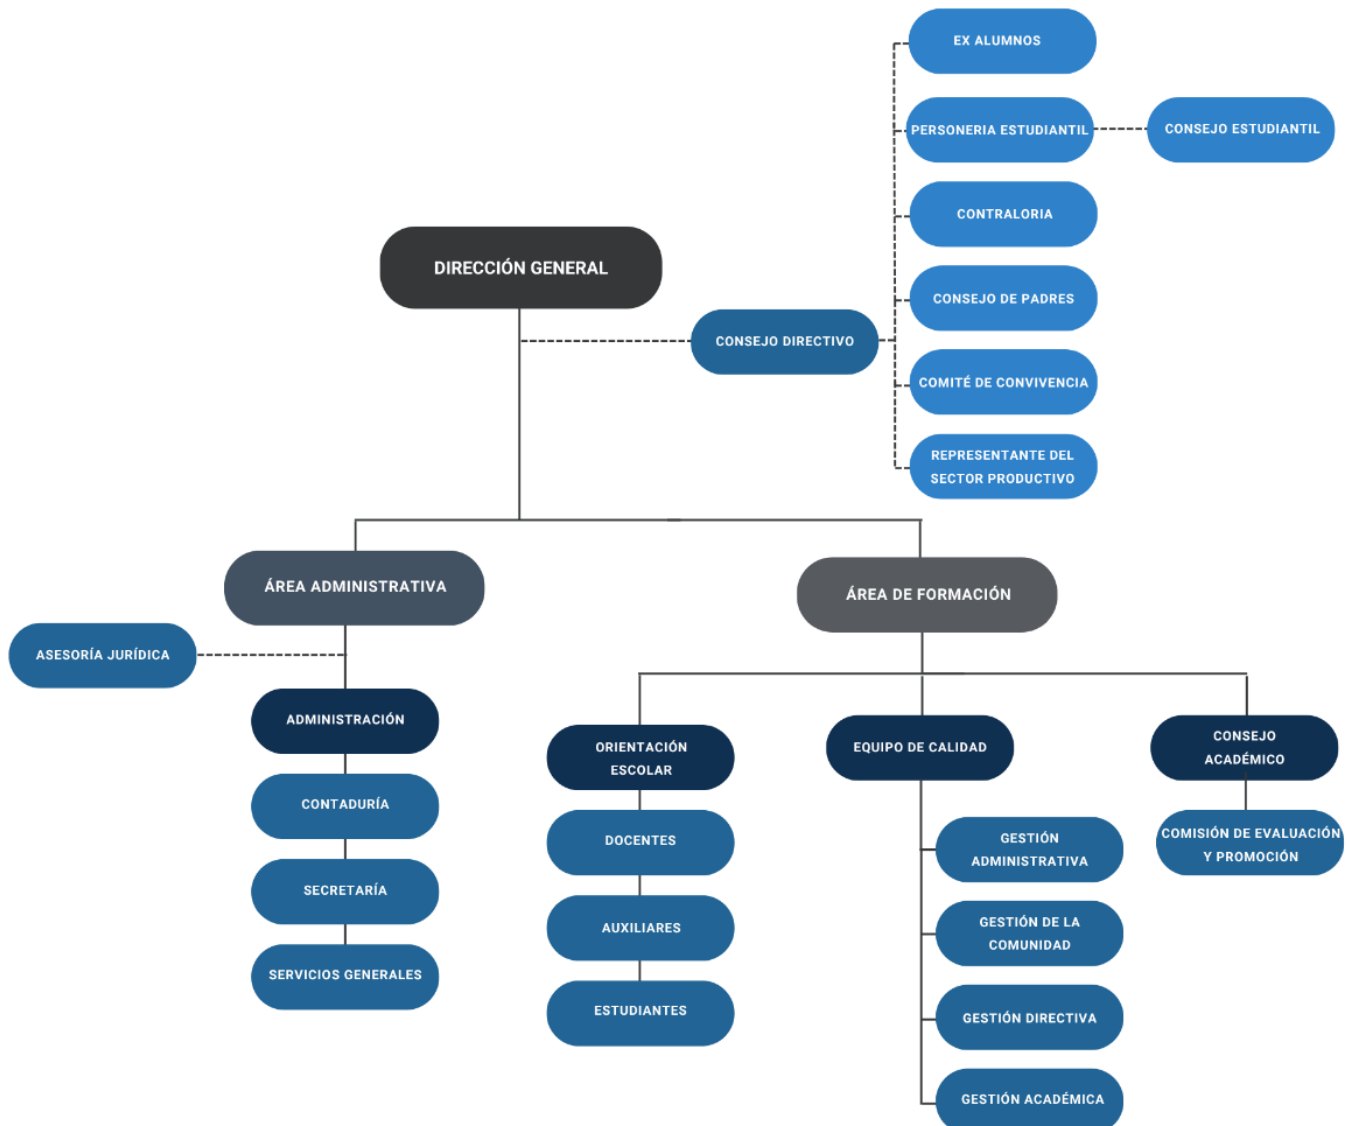 EX ALUMNOS
PERSONERIA ESTUDIANTIL
CONSEJO ESTUDIANTIL
CONTRALORIA
DIRECCIÓN GENERAL
CONSEJO DE PADRES
CONSEJO DIRECTIVO
COMITÉ DE CONVIVENCIA
REPRESENTANTE DEL
SECTOR PRODUCTIVO
ÁREA ADMINISTRATIVA
ÁREA DE FORMACIÓN
ASESORÍA JURÍDICA
ADMINISTRACIÓN
CONTADURÍA
SECRETARÍA
SERVICIOS GENERALES
ORIENTACIÓN
ESCOLAR
DOCENTES
AUXILIARES
ESTUDIANTES
EQUIPO DE CALIDAD
GESTIÓN
ADMINISTRATIVA
GESTIÓN DE LA
COMUNIDAD
GESTIÓN DIRECTIVA
GESTIÓN ACADÉMICA
CONSEJO
ACADÉMICO
COMISIÓN DE EVALUACIÓN
Y PROMOCIÓN